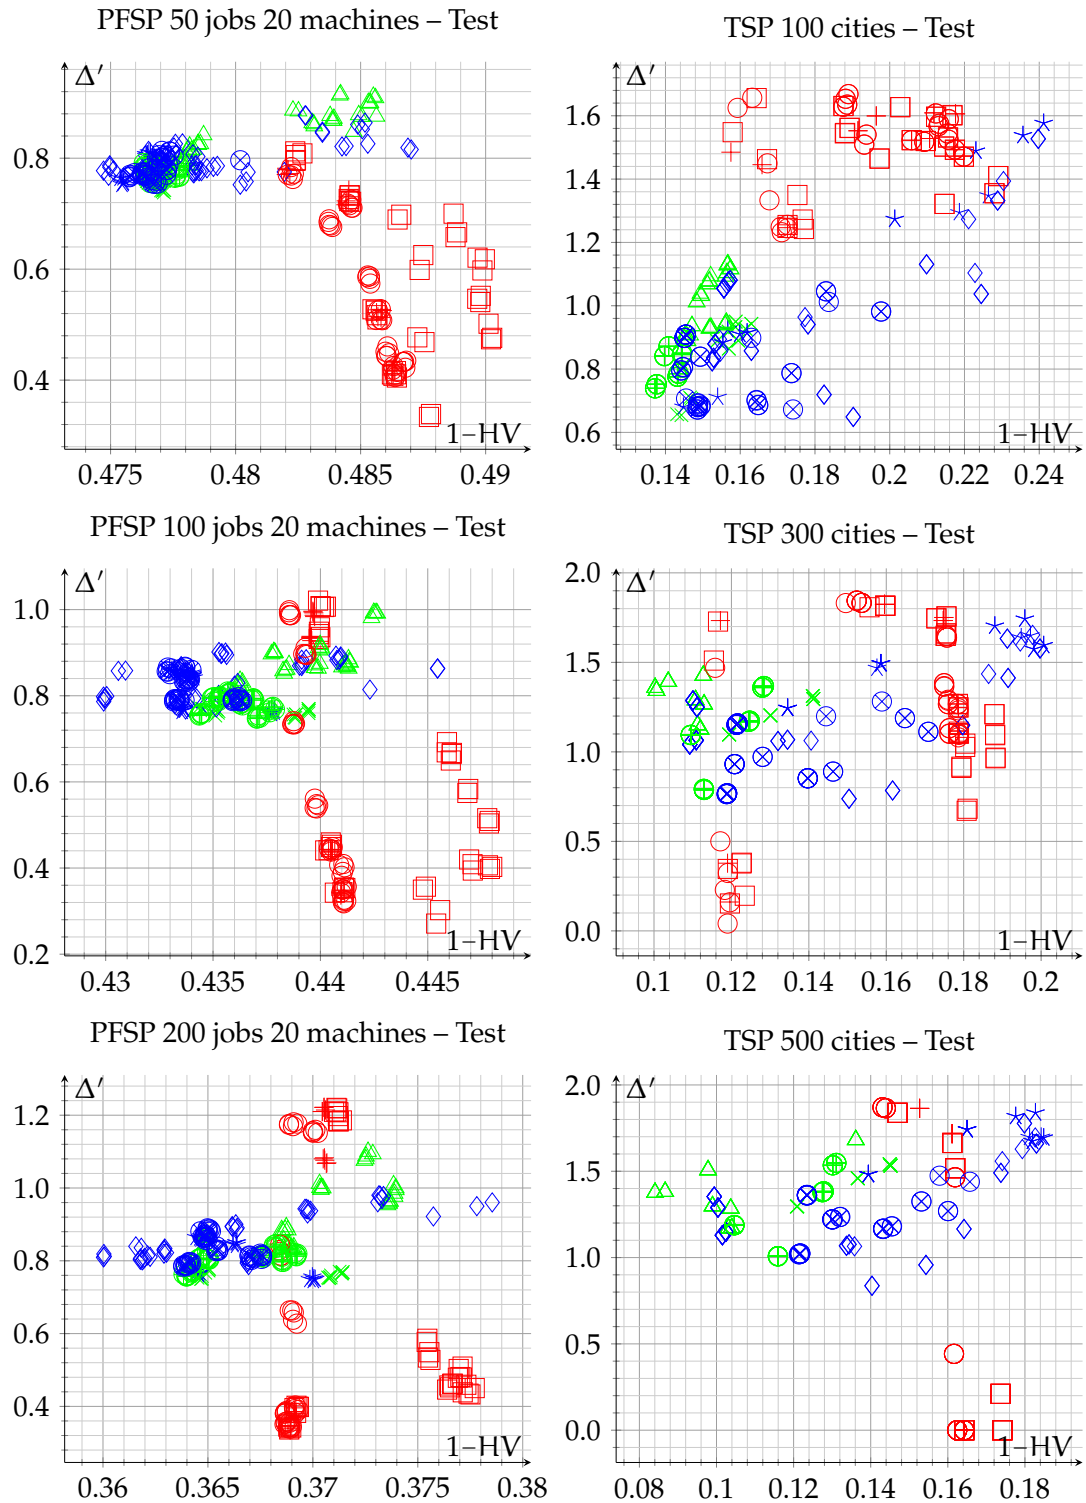 PFSP 50 jobs 20 machines – Test
Δ′
0.8
0.6
0.4
1–HV
0.475 0.48 0.485 0.49
TSP 100 cities – Test
Δ′
1.6
1.4
1.2
1.0
0.8
0.6
1–HV
0.14 0.16 0.18 0.2 0.22 0.24
PFSP 100 jobs 20 machines – Test
Δ′
1.0
0.8
0.6
0.4
0.2
1–HV
0.43 0.435 0.44 0.445
TSP 300 cities – Test
2.0
Δ′
1.5
1.0
0.5
0.0
1–HV
0.1 0.12 0.14 0.16 0.18 0.2
PFSP 200 jobs 20 machines – Test
Δ′
1.2
1.0
0.8
0.6
0.4
1–HV
0.36 0.365 0.37 0.375 0.38
TSP 500 cities – Test
2.0
Δ′
1.5
1.0
0.5
0.0
1–HV
0.08 0.1 0.12 0.14 0.16 0.18